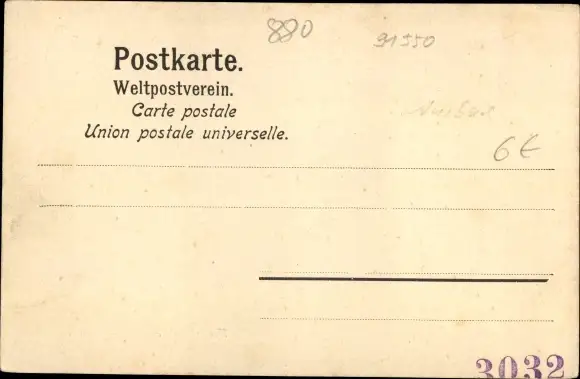 880
91550
Postkarte.
Weltpostverein.
Carte postale
Union postale universelle.
6€
3032